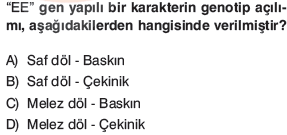 “EE” gen yapılı bir karakterin genotip açılı-
mı, aşağıdakilerden hangisinde verilmiştir?
A) Saf döl - Baskın
B) Saf döl - Çekinik
C) Melez döl - Baskın
D) Melez döl - Çekinik